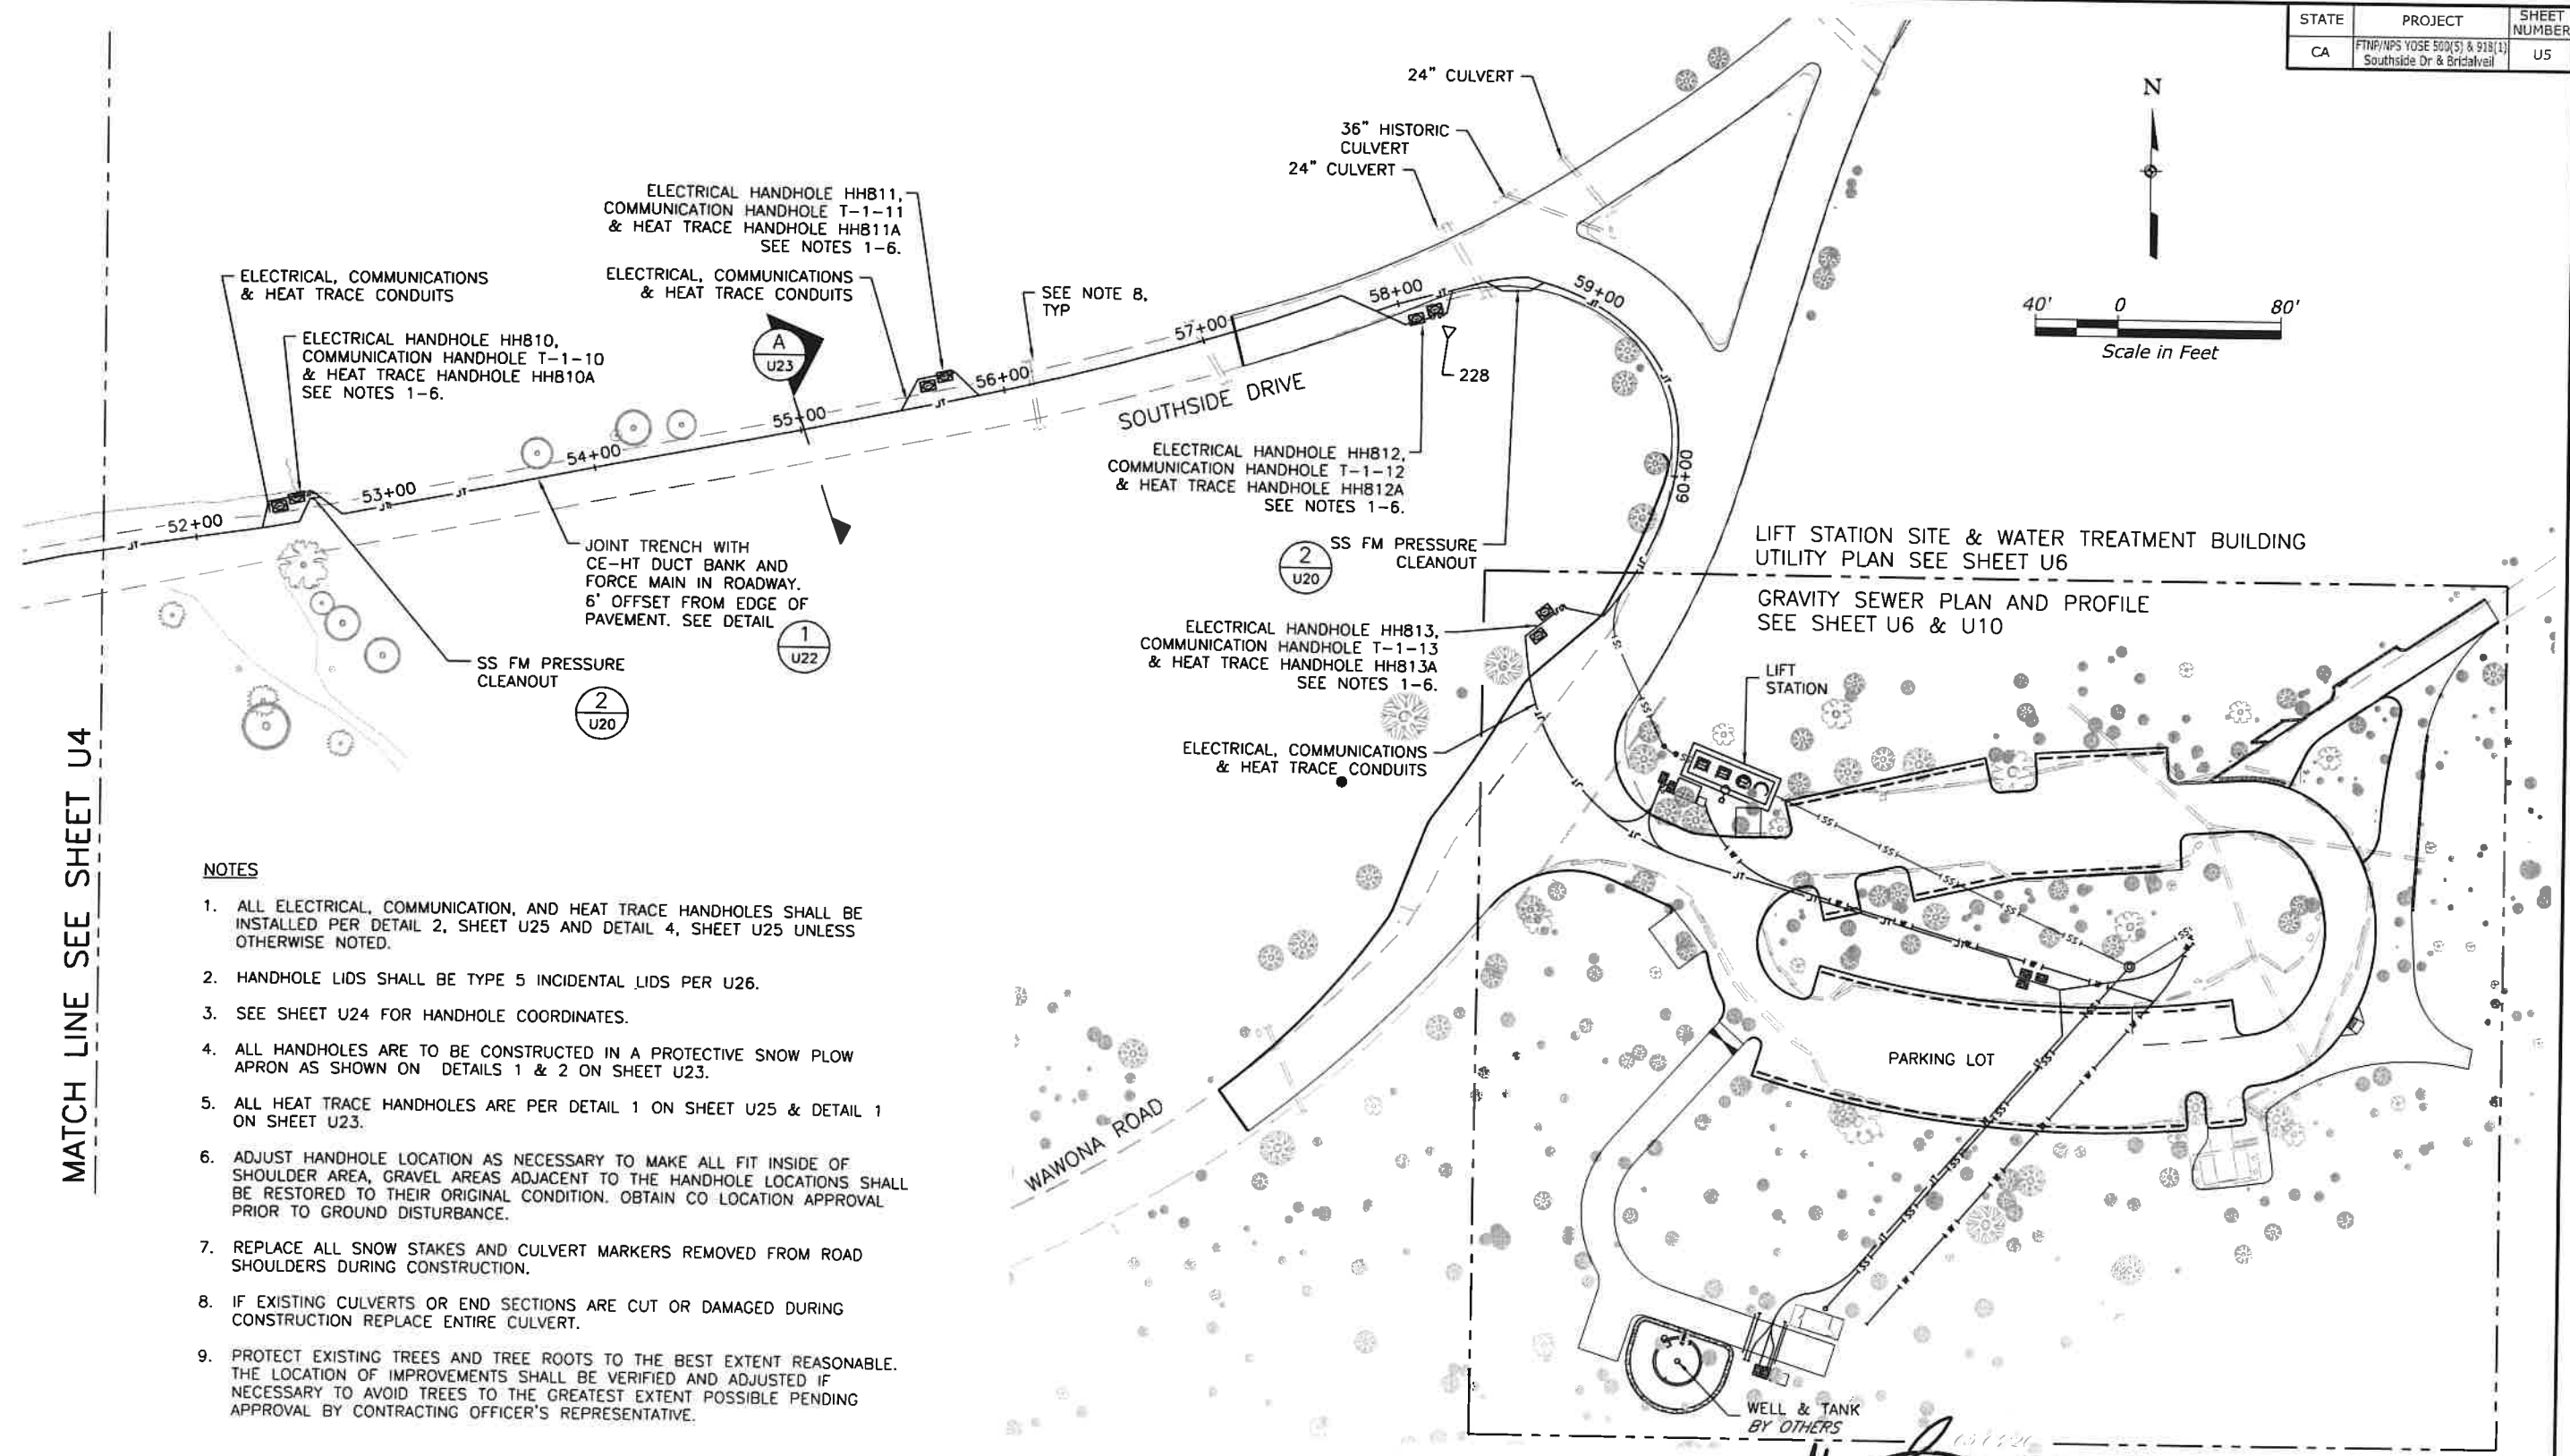 STATE PROJECT SHEET NUMBER
CA FTNP/NPS YOSE 500(5) & 918(1) Southside Dr & Bridalveil U5
N
40' 0 80'
Scale in Feet
24" CULVERT
36" HISTORIC
CULVERT
24" CULVERT
ELECTRICAL HANDHOLE HH811,
COMMUNICATION HANDHOLE T-1-11
& HEAT TRACE HANDHOLE HH811A
SEE NOTES 1-6.
ELECTRICAL, COMMUNICATIONS
& HEAT TRACE CONDUITS
ELECTRICAL, COMMUNICATIONS
& HEAT TRACE CONDUITS
ELECTRICAL HANDHOLE HH810,
COMMUNICATION HANDHOLE T-1-10
& HEAT TRACE HANDHOLE HH810A
SEE NOTES 1-6.
A
U23
SEE NOTE 8,
TYP
52+00
53+00
54+00
55+00
56+00
57+00
58+00
59+00
60+00
228
SOUTHSIDE DRIVE
ELECTRICAL HANDHOLE HH812,
COMMUNICATION HANDHOLE T-1-12
& HEAT TRACE HANDHOLE HH812A
SEE NOTES 1-6.
2
U20
SS FM PRESSURE
CLEANOUT
JOINT TRENCH WITH
CE-HT DUCT BANK AND
FORCE MAIN IN ROADWAY.
6' OFFSET FROM EDGE OF
PAVEMENT. SEE DETAIL
1
U22
SS FM PRESSURE
CLEANOUT
2
U20
ELECTRICAL HANDHOLE HH813,
COMMUNICATION HANDHOLE T-1-13
& HEAT TRACE HANDHOLE HH813A
SEE NOTES 1-6.
ELECTRICAL, COMMUNICATIONS
& HEAT TRACE CONDUITS
LIFT STATION SITE & WATER TREATMENT BUILDING
UTILITY PLAN SEE SHEET U6
GRAVITY SEWER PLAN AND PROFILE
SEE SHEET U6 & U10
LIFT
STATION
PARKING LOT
WAWONA ROAD
WELL & TANK
BY OTHERS
MATCH LINE SEE SHEET U4
NOTES
1. ALL ELECTRICAL, COMMUNICATION, AND HEAT TRACE HANDHOLES SHALL BE
INSTALLED PER DETAIL 2, SHEET U25 AND DETAIL 4, SHEET U25 UNLESS
OTHERWISE NOTED.
2. HANDHOLE LIDS SHALL BE TYPE 5 INCIDENTAL LIDS PER U26.
3. SEE SHEET U24 FOR HANDHOLE COORDINATES.
4. ALL HANDHOLES ARE TO BE CONSTRUCTED IN A PROTECTIVE SNOW PLOW
APRON AS SHOWN ON DETAILS 1 & 2 ON SHEET U23.
5. ALL HEAT TRACE HANDHOLES ARE PER DETAIL 1 ON SHEET U25 & DETAIL 1
ON SHEET U23.
6. ADJUST HANDHOLE LOCATION AS NECESSARY TO MAKE ALL FIT INSIDE OF
SHOULDER AREA, GRAVEL AREAS ADJACENT TO THE HANDHOLE LOCATIONS SHALL
BE RESTORED TO THEIR ORIGINAL CONDITION. OBTAIN CO LOCATION APPROVAL
PRIOR TO GROUND DISTURBANCE.
7. REPLACE ALL SNOW STAKES AND CULVERT MARKERS REMOVED FROM ROAD
SHOULDERS DURING CONSTRUCTION.
8. IF EXISTING CULVERTS OR END SECTIONS ARE CUT OR DAMAGED DURING
CONSTRUCTION REPLACE ENTIRE CULVERT.
9. PROTECT EXISTING TREES AND TREE ROOTS TO THE BEST EXTENT REASONABLE.
THE LOCATION OF IMPROVEMENTS SHALL BE VERIFIED AND ADJUSTED IF
NECESSARY TO AVOID TREES TO THE GREATEST EXTENT POSSIBLE PENDING
APPROVAL BY CONTRACTING OFFICER'S REPRESENTATIVE.